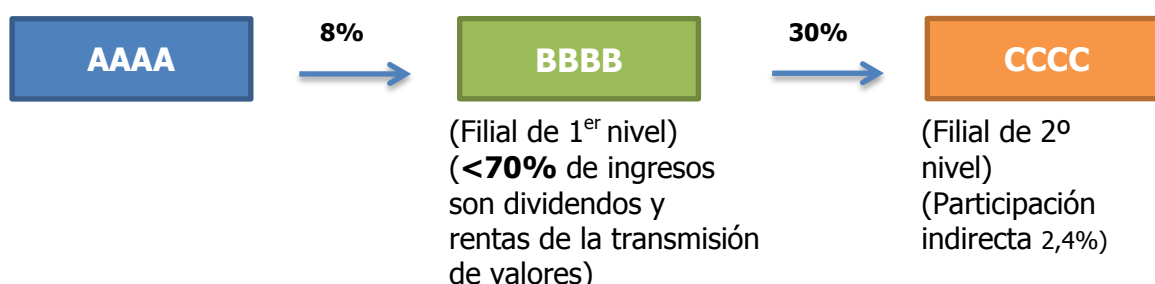 8%
30%
AAAA
BBBB
CCCC
(Filial de 1er nivel)
(<70% de ingresos
son dividendos y
rentas de la transmisión
de valores)
(Filial de 2º
nivel)
(Participación
indirecta 2,4%)